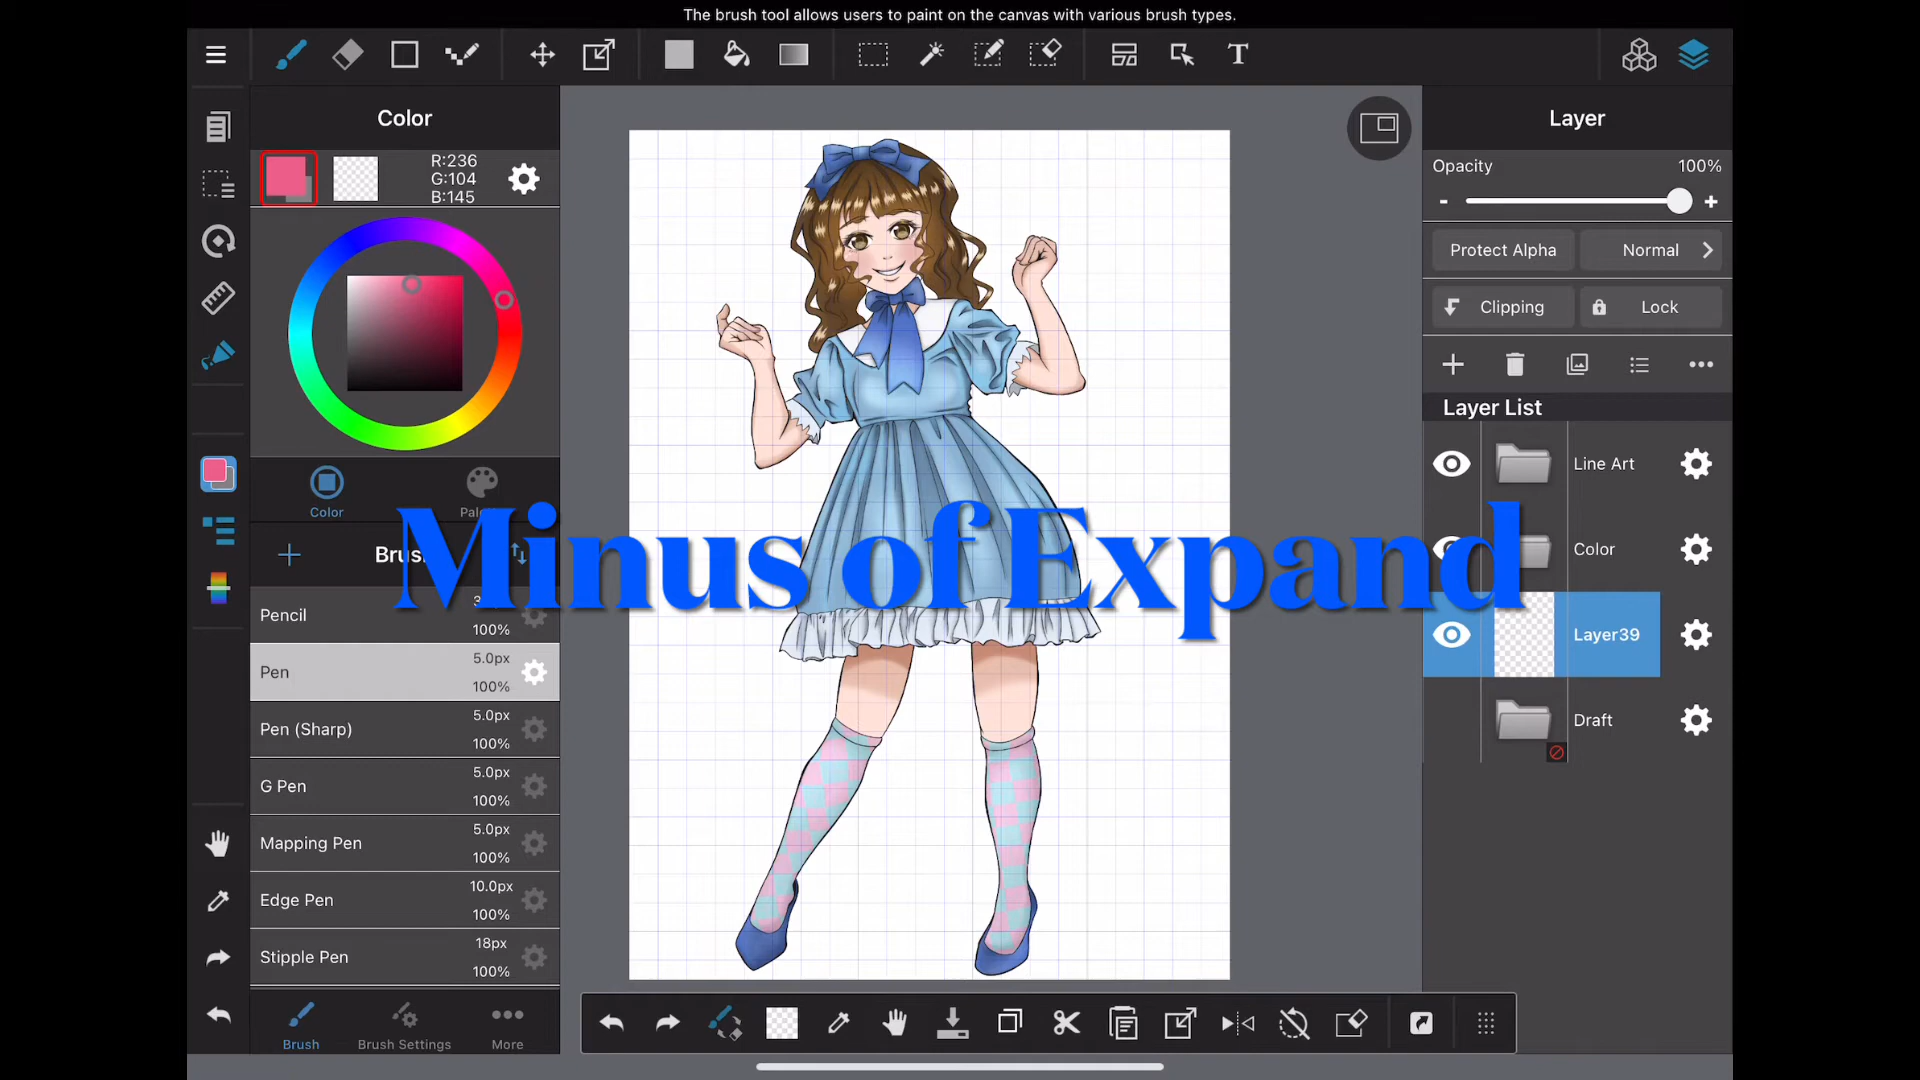 The brush tool allows users to paint on the canvas with various brush types.
T
Color
R:236
G:104
B:145
Color
Brush
Pencil
100%
Pen
5.0px
100%
Pen (Sharp)
5.0px
100%
G Pen
5.0px
100%
Mapping Pen
5.0px
100%
Edge Pen
10.0px
100%
Stipple Pen
18px
100%
Brush
Brush Settings
More
Minus of Expand
Layer
Opacity
100%
- +
Protect Alpha
Normal
Clipping
Lock
Layer List
Line Art
Color
Layer39
Draft